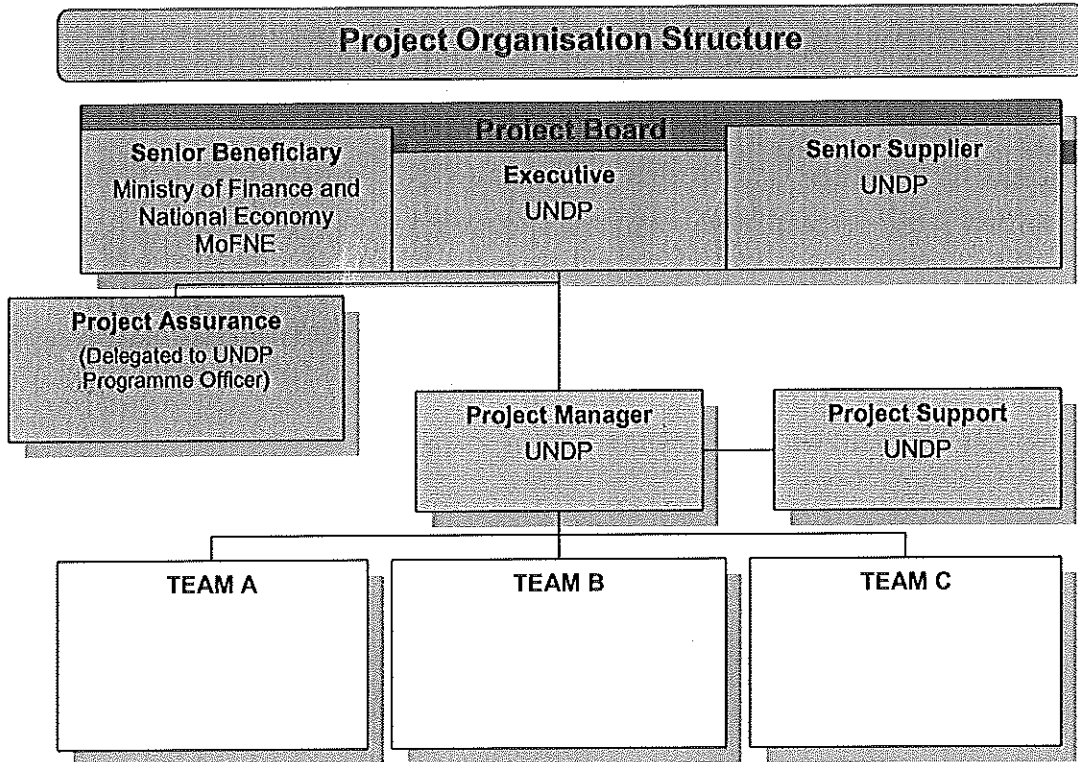 Project Organisation Structure
Project Board
Senior Beneficiary
Ministry of Finance and
National Economy
MoFNE
Executive
UNDP
Senior Supplier
UNDP
Project Assurance
(Delegated to UNDP
Programme Officer)
Project Manager
UNDP
Project Support
UNDP
TEAM A
TEAM B
TEAM C